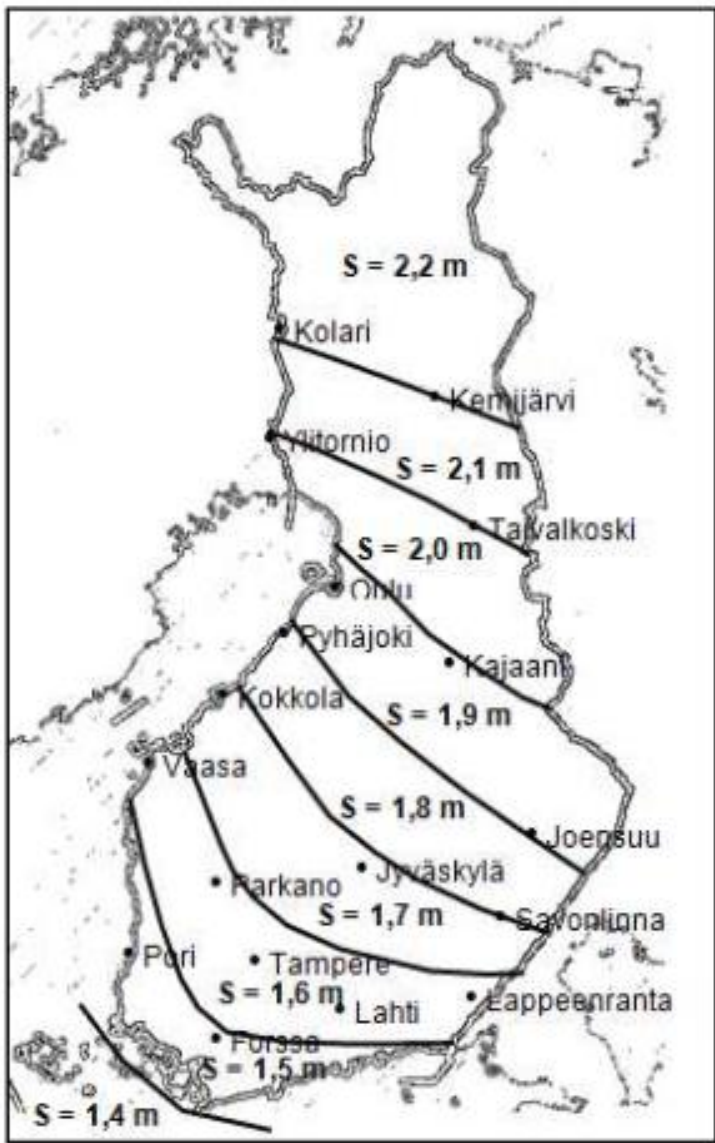 S = 2,2 m
Kolari
Kemijärvi
Ylitornio
S = 2,1 m
Taivalkoski
S = 2,0 m
Oulu
Pyhäjoki
Kajaani
Kokkola
S = 1,9 m
Vaasa
S = 1,8 m
Joensuu
Jyväskylä
Parkano
S = 1,7 m
Savonlinna
Pori
Tampere
S = 1,6 m
Lappeenranta
Lahti
Forssa
S = 1,5 m
S = 1,4 m